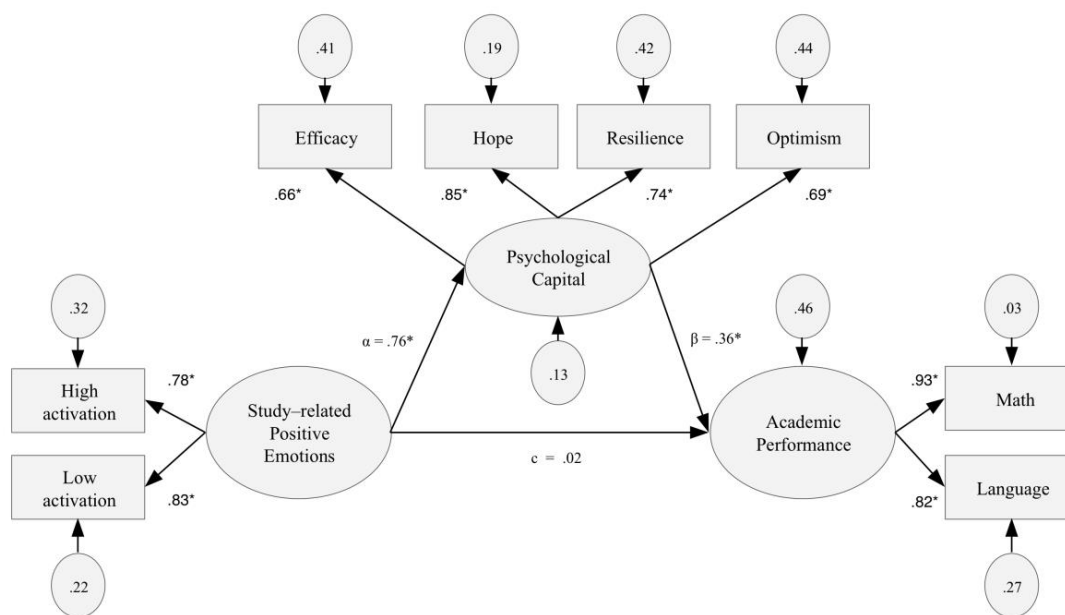 .41
.19
.42
.44
Efficacy
Hope
Resilience
Optimism
.66*
.85*
.74*
.69*
Psychological
Capital
.32
.46
.03
α = .76*
.13
β = .36*
High
activation
.78*
Study–related
Positive
Emotions
Academic
Performance
.93*
Math
c = .02
Low
activation
.83*
.82*
Language
.22
.27